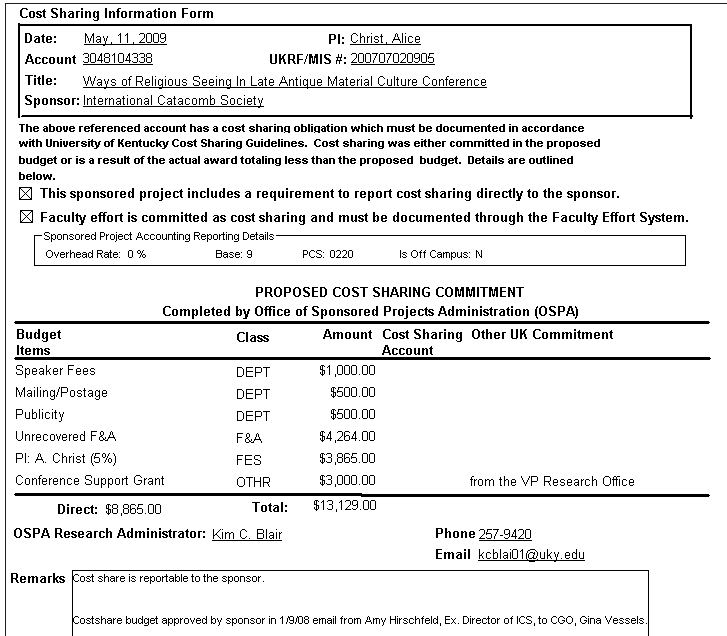 Cost Sharing Information Form
Date: May, 11, 2009 PI: Christ, Alice
Account 3048104338 UKRF/MIS #: 200707020905
Title: Ways of Religious Seeing In Late Antique Material Culture Conference
Sponsor: International Catacomb Society
The above referenced account has a cost sharing obligation which must be documented in accordance
with University of Kentucky Cost Sharing Guidelines. Cost sharing was either committed in the proposed
budget or is a result of the actual award totaling less than the proposed budget. Details are outlined
below.
☒ This sponsored project includes a requirement to report cost sharing directly to the sponsor.
☒ Faculty effort is committed as cost sharing and must be documented through the Faculty Effort System.
Sponsored Project Accounting Reporting Details
Overhead Rate: 0 % Base: 9 PCS: 0220 Is Off Campus: N
PROPOSED COST SHARING COMMITMENT
Completed by Office of Sponsored Projects Administration (OSPA)
Budget Items Class Amount Cost Sharing Account Other UK Commitment
Speaker Fees DEPT $1,000.00
Mailing/Postage DEPT $500.00
Publicity DEPT $500.00
Unrecovered F&A F&A $4,264.00
PI: A. Christ (5%) FES $3,865.00
Conference Support Grant OTHR $3,000.00 from the VP Research Office
Direct: $8,865.00 Total: $13,129.00
OSPA Research Administrator: Kim C. Blair Phone 257-9420
Email kcblai01@uky.edu
Remarks Cost share is reportable to the sponsor.
Costshare budget approved by sponsor in 1/9/08 email from Amy Hirschfeld, Ex. Director of ICS, to CGO, Gina Vessels.